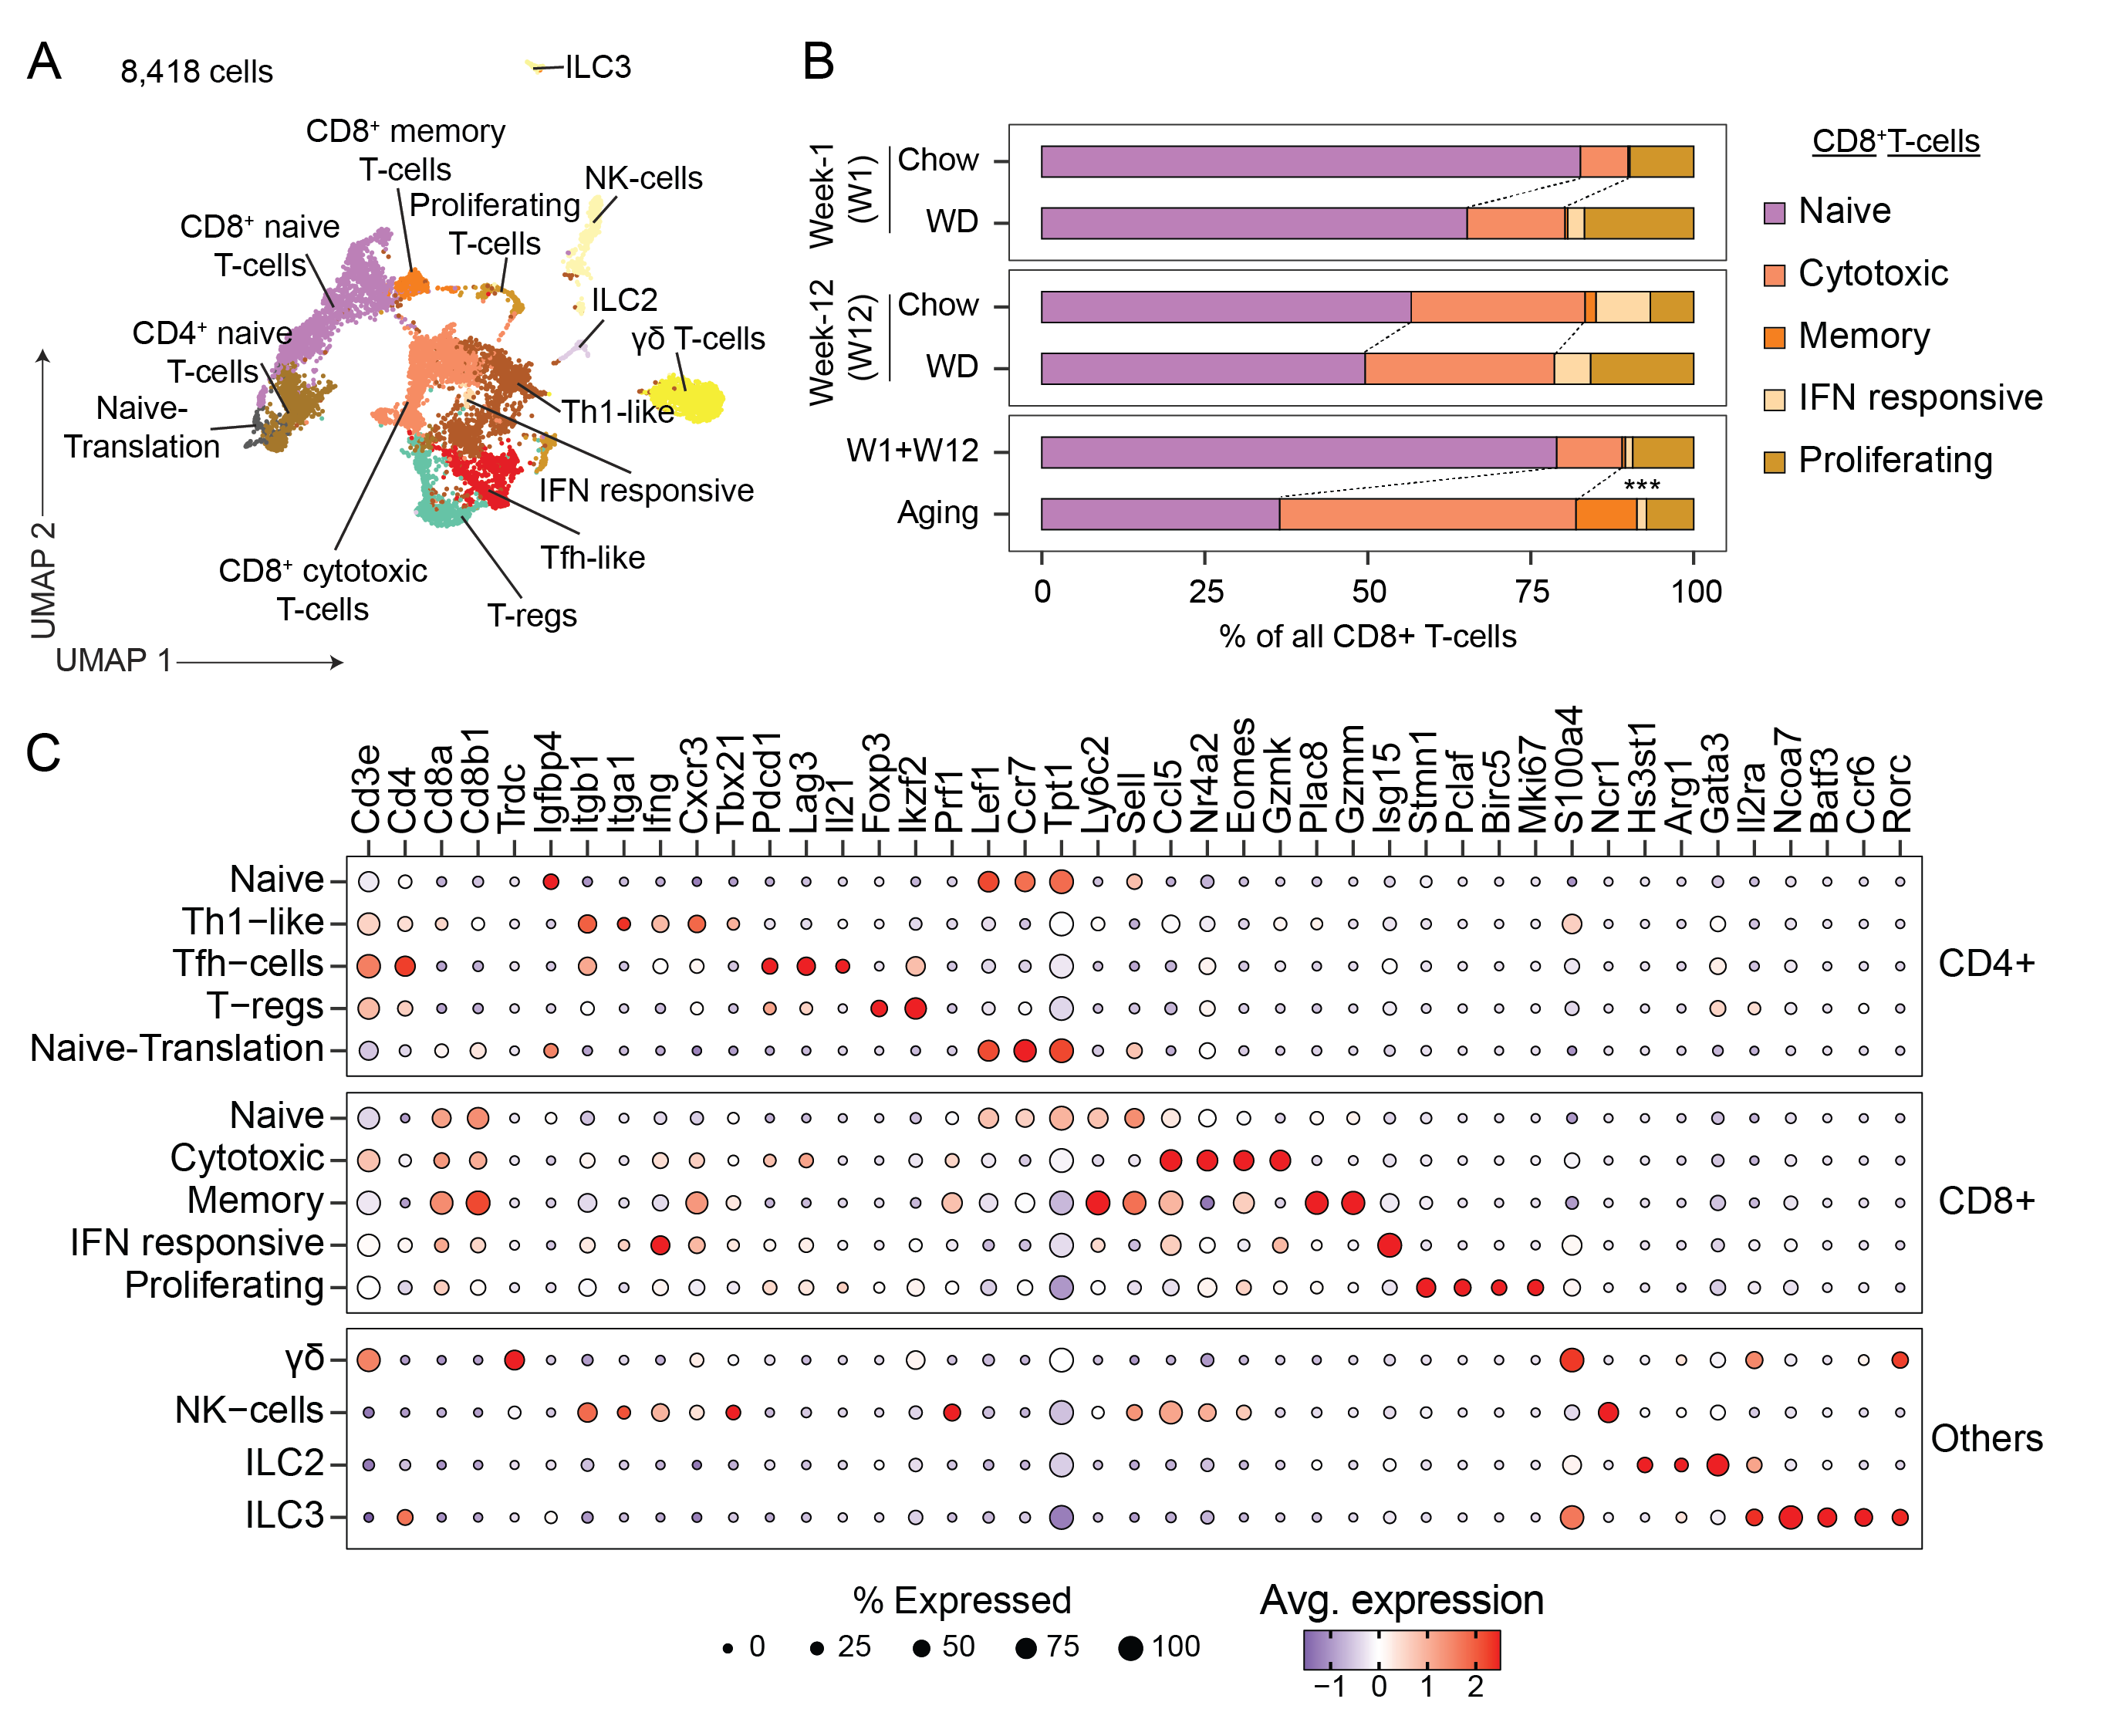 A
8,418 cells
ILC3
CD8+ memory
T-cells
NK-cells
Proliferating
T-cells
CD8+ naive
T-cells
ILC2
γδ T-cells
CD4+ naive
T-cells
Naive-
Translation
Th1-like
IFN responsive
Tfh-like
CD8+ cytotoxic
T-cells
T-regs
UMAP 2
UMAP 1
B
Week-1
(W1)
Chow
WD
Week-12
(W12)
Chow
WD
W1+W12
Aging
***
0 25 50 75 100
% of all CD8+ T-cells
CD8+T-cells
Naive
Cytotoxic
Memory
IFN responsive
Proliferating
C
Cd3e Cd4 Cd8a Cd8b1 Trdc Igfbp4 Itgb1 Itga1 Ifng Cxcr3 Tbx21 Pdcd1 Lag3 Il21 Foxp3 Ikzf2 Prf1 Lef1 Ccr7 Tpt1 Ly6c2 Sell Ccl5 Nr4a2 Eomes Gzmk Plac8 Gzmm Isg15 Stmn1 Pclaf Birc5 Mki67 S100a4 Ncr1 Hs3st1 Arg1 Gata3 Il2ra Ncoa7 Batf3 Ccr6 Rorc
Naive
Th1−like
Tfh−cells
T−regs
Naive-Translation
CD4+
Naive
Cytotoxic
Memory
IFN responsive
Proliferating
CD8+
γδ
NK−cells
ILC2
ILC3
Others
% Expressed
0 25 50 75 100
Avg. expression
−1 0 1 2